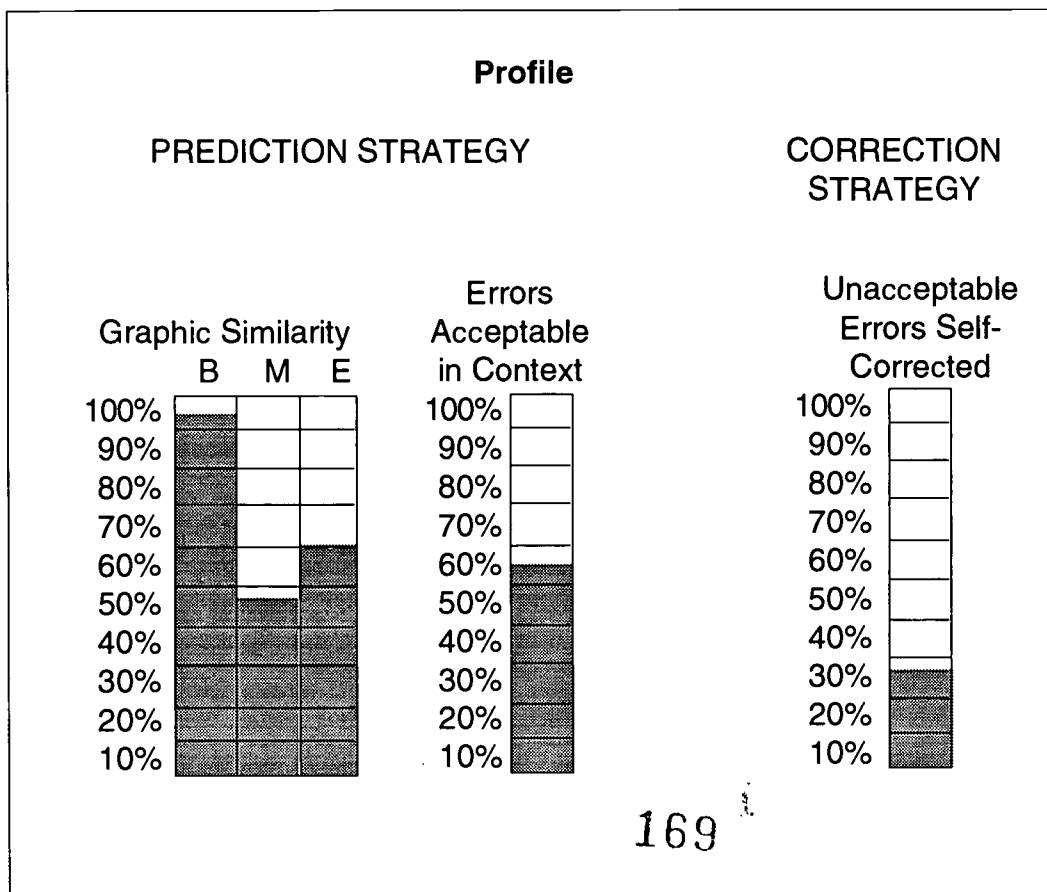 Profile
PREDICTION STRATEGY
CORRECTION
STRATEGY
Graphic Similarity
B M E
100%
90%
80%
70%
60%
50%
40%
30%
20%
10%
Errors
Acceptable
in Context
100%
90%
80%
70%
60%
50%
40%
30%
20%
10%
Unacceptable
Errors Self-
Corrected
100%
90%
80%
70%
60%
50%
40%
30%
20%
10%
169